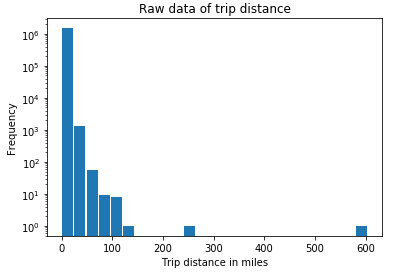 Raw data of trip distance
Frequency
10⁶
10⁵
10⁴
10³
10²
10¹
10⁰
0 100 200 300 400 500 600
Trip distance in miles